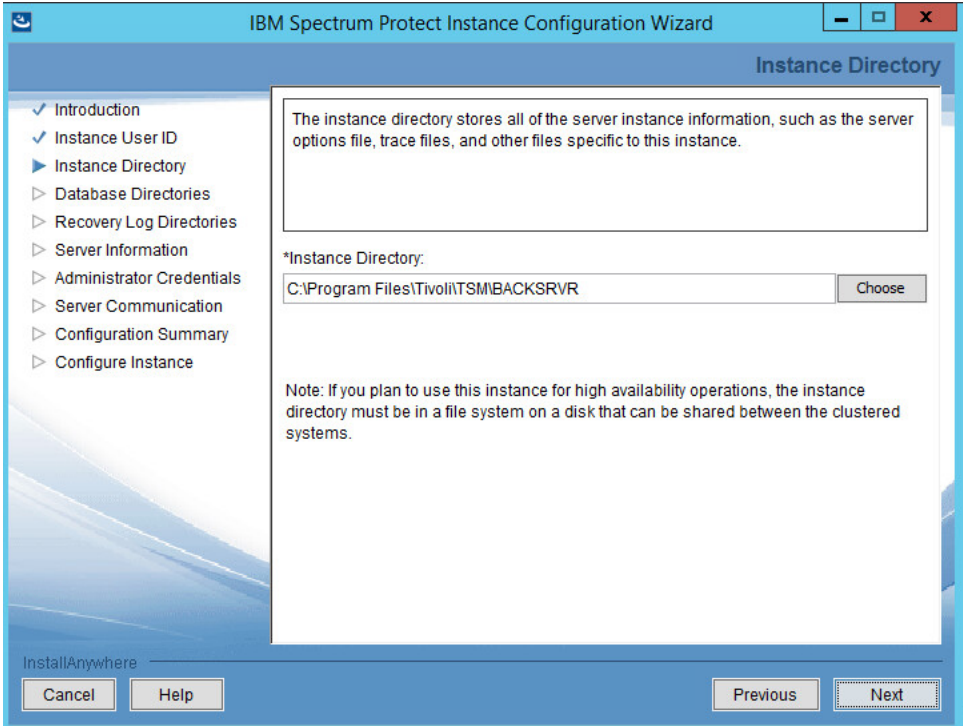 IBM Spectrum Protect Instance Configuration Wizard
Instance Directory
Introduction
Instance User ID
Instance Directory
Database Directories
Recovery Log Directories
Server Information
Administrator Credentials
Server Communication
Configuration Summary
Configure Instance
The instance directory stores all of the server instance information, such as the server
options file, trace files, and other files specific to this instance.
*Instance Directory:
C:\Program Files\Tivoli\TSM\BACKSRVR
Choose
Note: If you plan to use this instance for high availability operations, the instance
directory must be in a file system on a disk that can be shared between the clustered
systems.
InstallAnywhere
Cancel
Help
Previous
Next